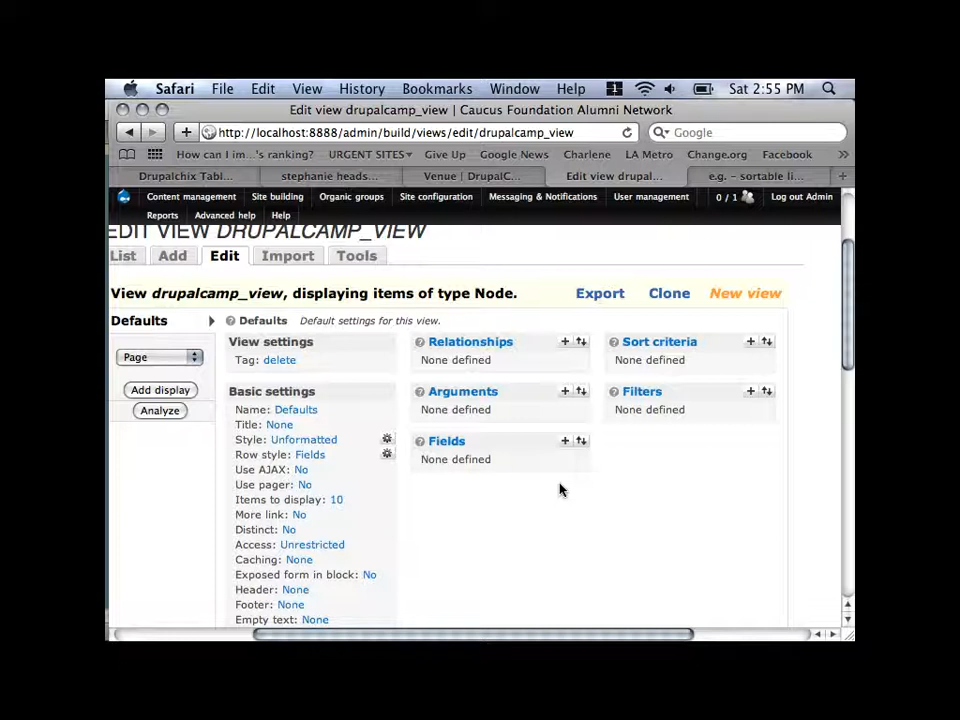 Safari File Edit View History Bookmarks Window Help 1 Sat 2:55 PM
Edit view drupalcamp_view | Caucus Foundation Alumni Network
http://localhost:8888/admin/build/views/edit/drupalcamp_view Google
How can I im...'s ranking? URGENT SITES▾ Give Up Google News Charlene LA Metro Change.org Facebook »
Drupalchix Tabl... stephanie heads... Venue | DrupalC... Edit view drupal... e.g. – sortable li... +
Content management Site building Organic groups Site configuration Messaging & Notifications User management 0 / 1 Log out Admin
Reports Advanced help Help
EDIT VIEW DRUPALCAMP_VIEW
List Add Edit Import Tools
View drupalcamp_view, displaying items of type Node. Export Clone New view
Defaults Defaults Default settings for this view.
View settings Relationships Sort criteria
Page Tag: delete None defined None defined
Add display Basic settings Arguments Filters
Analyze Name: Defaults None defined None defined
Title: None
Style: Unformatted Fields
Row style: Fields None defined
Use AJAX: No
Use pager: No
Items to display: 10
More link: No
Distinct: No
Access: Unrestricted
Caching: None
Exposed form in block: No
Header: None
Footer: None
Empty text: None